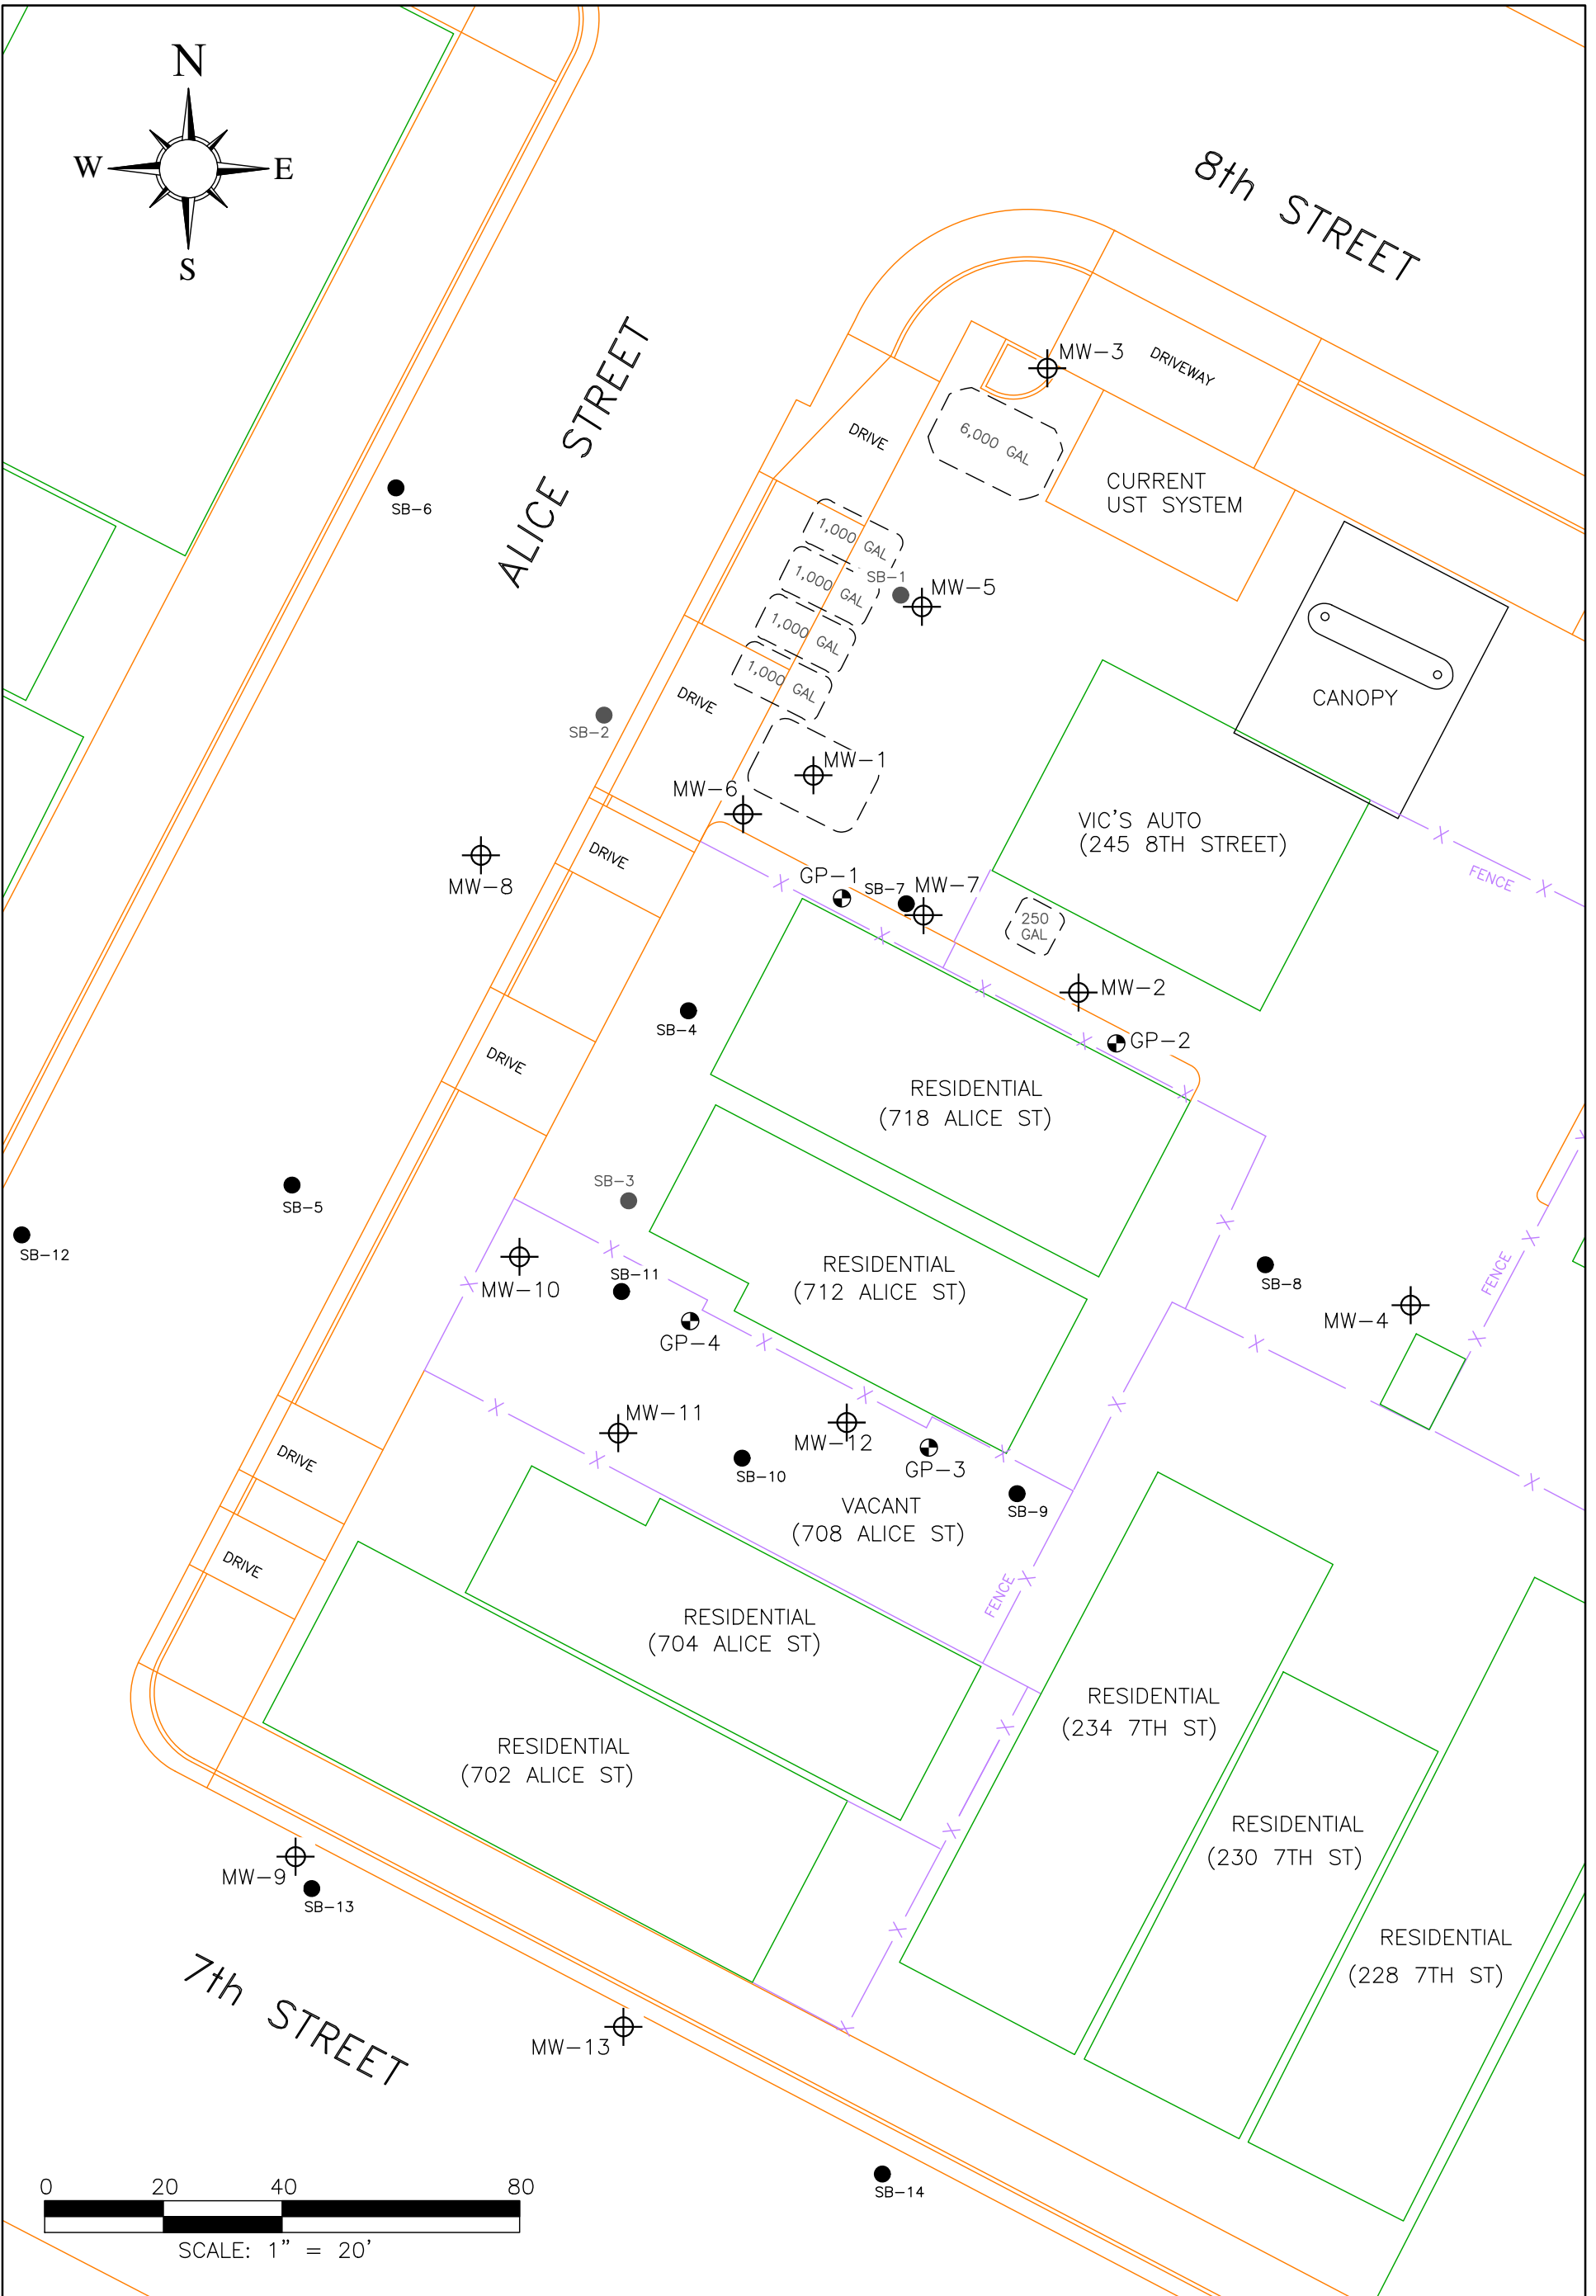 N
W
E
S
8th STREET
ALICE STREET
MW-3
DRIVEWAY
DRIVE
6,000 GAL
CURRENT
UST SYSTEM
SB-6
1,000 GAL
1,000 GAL
SB-1
MW-5
1,000 GAL
1,000 GAL
DRIVE
CANOPY
SB-2
MW-1
MW-6
VIC'S AUTO
(245 8TH STREET)
DRIVE
MW-8
GP-1
SB-7
MW-7
FENCE
X
X
X
250
GAL
X
X
MW-2
SB-4
X
GP-2
DRIVE
RESIDENTIAL
(718 ALICE ST)
X
X
SB-3
SB-5
X
SB-12
X
X
RESIDENTIAL
(712 ALICE ST)
SB-11
MW-10
X
SB-8
FENCE
MW-4
GP-4
X
X
X
X
X
X
MW-11
MW-12
DRIVE
X
SB-10
GP-3
X
X
VACANT
(708 ALICE ST)
SB-9
DRIVE
FENCE
X
RESIDENTIAL
(704 ALICE ST)
RESIDENTIAL
(234 7TH ST)
X
RESIDENTIAL
(702 ALICE ST)
X
RESIDENTIAL
(230 7TH ST)
MW-9
SB-13
X
RESIDENTIAL
(228 7TH ST)
7th STREET
X
MW-13
SB-14
0 20 40 80
SCALE: 1" = 20'